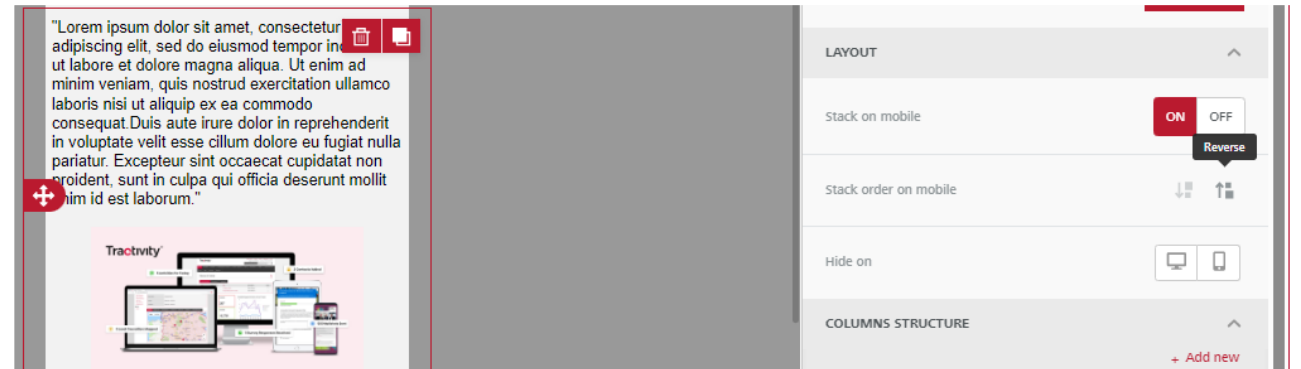 "Lorem ipsum dolor sit amet, consectetur
adipiscing elit, sed do eiusmod tempor
ut labore et dolore magna aliqua. Ut enim ad
minim veniam, quis nostrud exercitation ullamco
laboris nisi ut aliquip ex ea commodo
consequat.Duis aute irure dolor in reprehenderit
in voluptate velit esse cillum dolore eu fugiat nulla
pariatur. Excepteur sint occaecat cupidatat non
proident, sunt in culpa qui officia deserunt mollit
id est laborum."
Tractivity
LAYOUT
Stack on mobile
ON OFF
Reverse
Stack order on mobile
Hide on
COLUMNS STRUCTURE
+ Add new